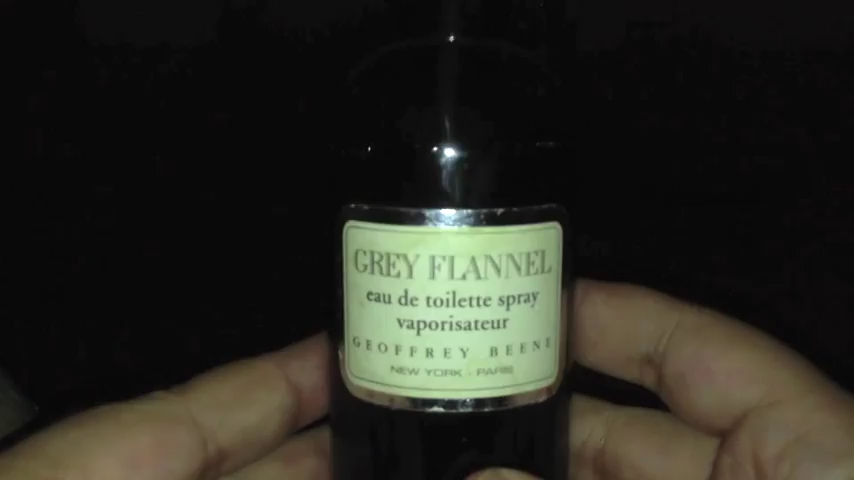 GREY FLANNEL
eau de toilette spray
vaporisateur
GEOFFREY BEENE
NEW YORK - PARIS